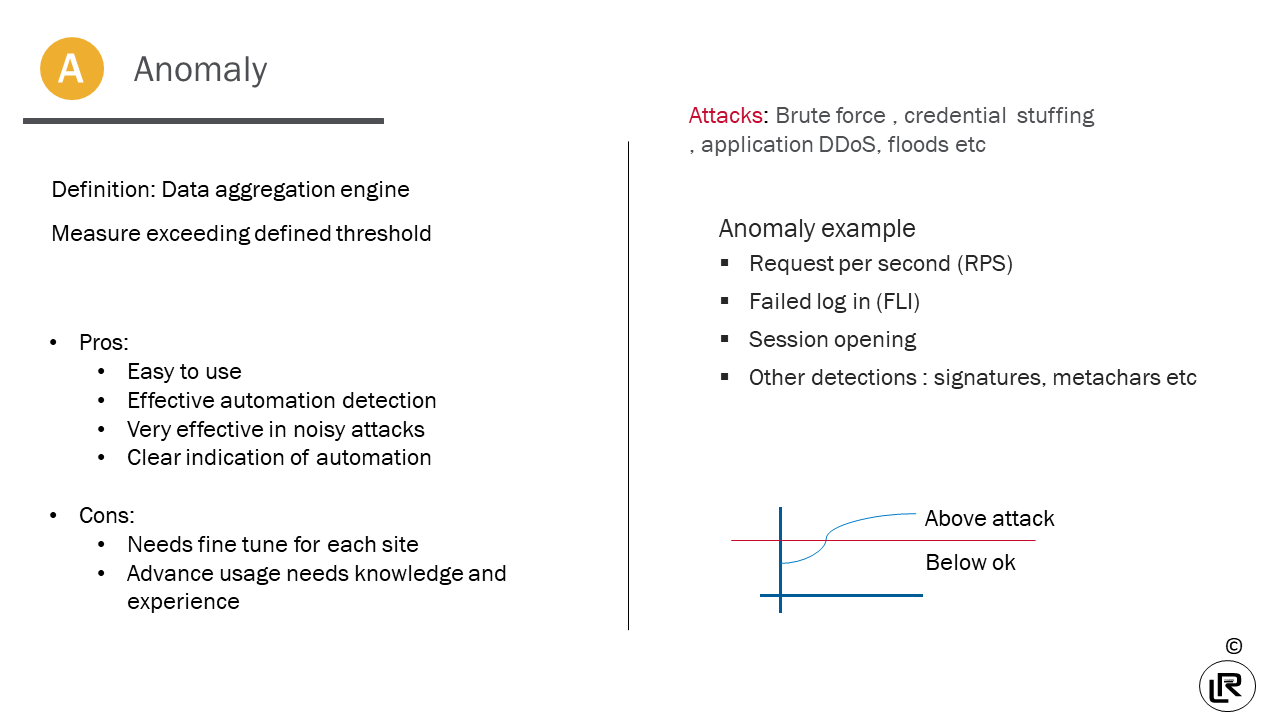 A
Anomaly
Definition: Data aggregation engine
Measure exceeding defined threshold
• Pros:
• Easy to use
• Effective automation detection
• Very effective in noisy attacks
• Clear indication of automation
• Cons:
• Needs fine tune for each site
• Advance usage needs knowledge and
experience
Attacks: Brute force , credential stuffing
, application DDoS, floods etc
Anomaly example
▪ Request per second (RPS)
▪ Failed log in (FLI)
▪ Session opening
▪ Other detections : signatures, metachars etc
Above attack
Below ok
©
LR